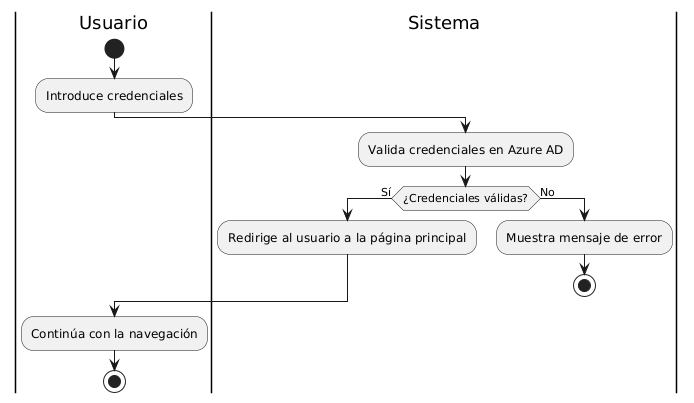 Usuario
Sistema
Introduce credenciales
Valida credenciales en Azure AD
Sí
¿Credenciales válidas?
No
Redirige al usuario a la página principal
Muestra mensaje de error
Continúa con la navegación